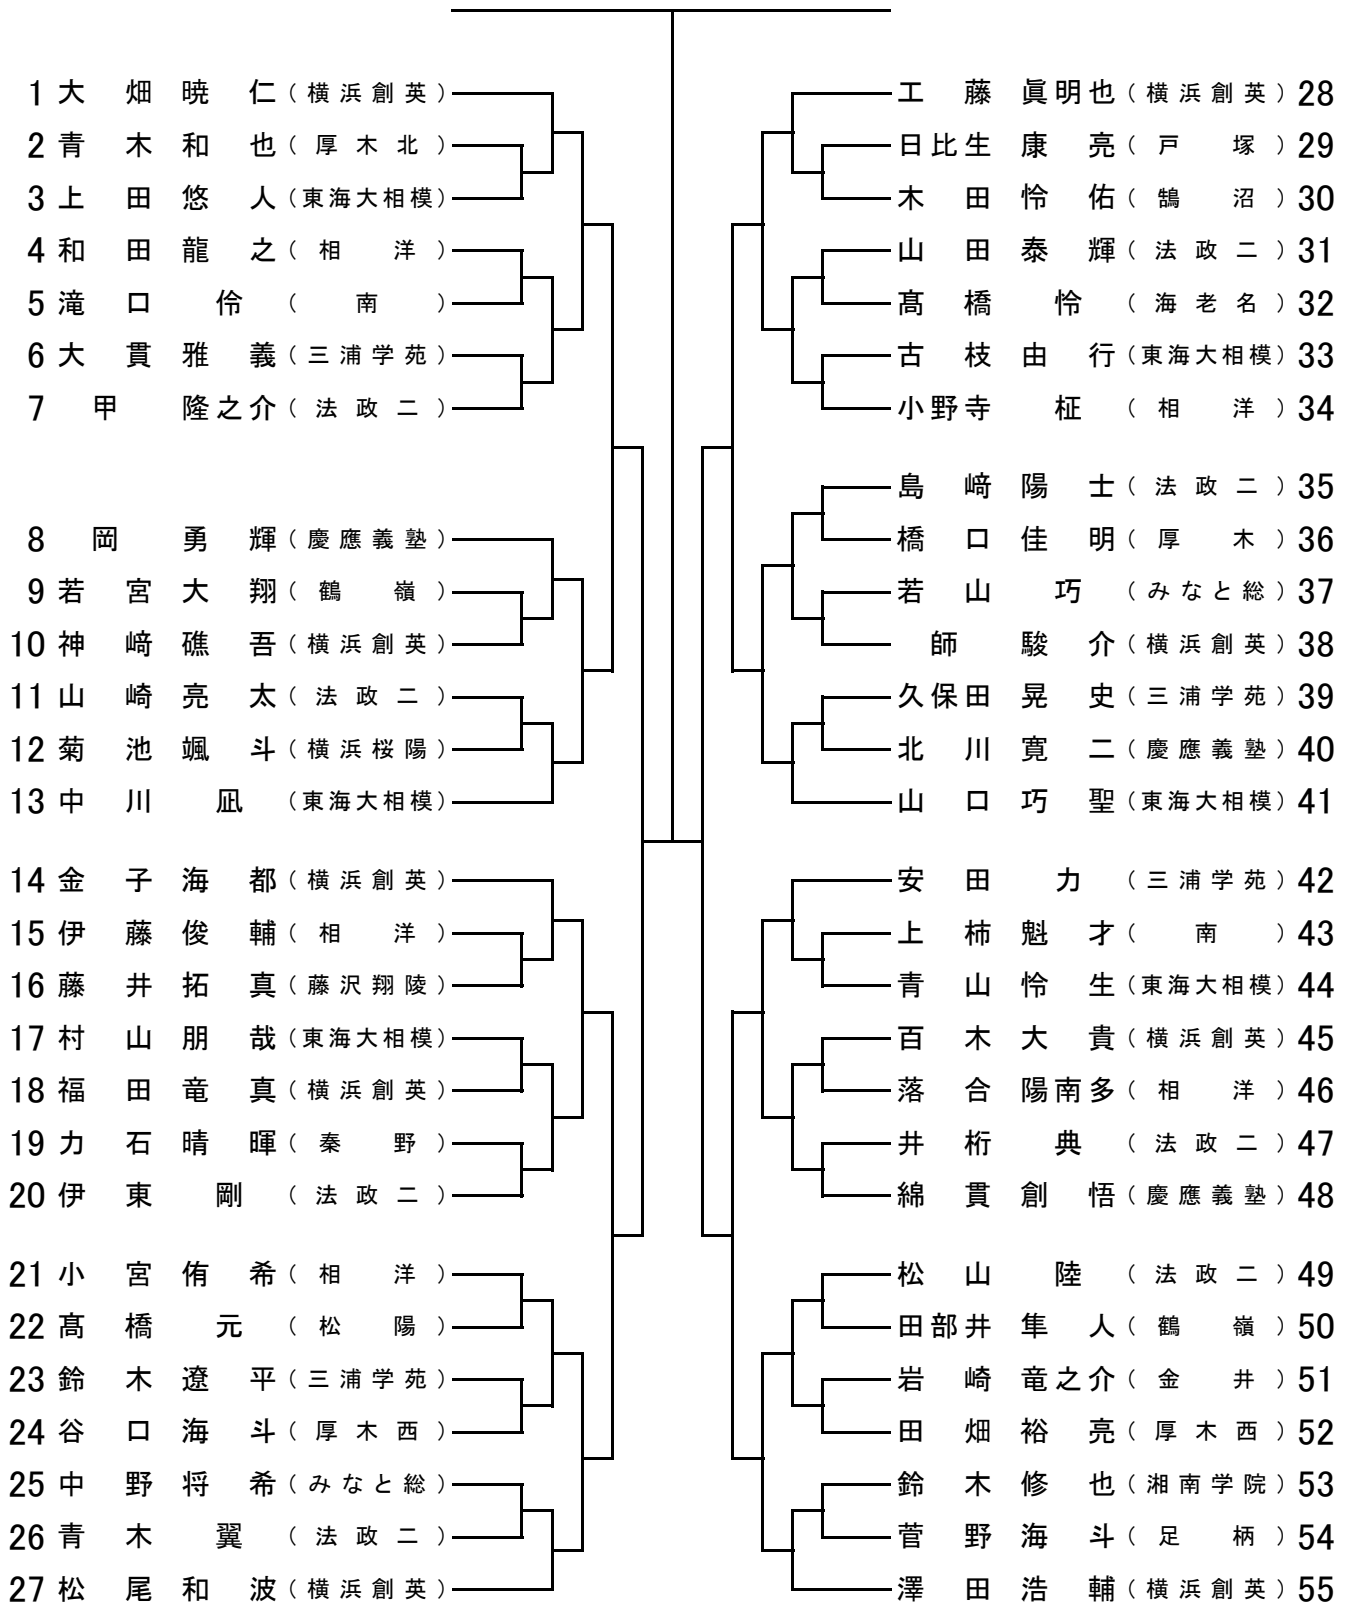 1 大畑暁仁（横浜創英）
2 青木和也（厚木北）
3 上田悠人（東海大相模）
4 和田龍之（相洋）
5 滝口伶（南）
6 大貫雅義（三浦学苑）
7 甲隆之介（法政二）
8 岡勇輝（慶應義塾）
9 若宮大翔（鶴嶺）
10 神﨑礁吾（横浜創英）
11 山崎亮太（法政二）
12 菊池颯斗（横浜桜陽）
13 中川凪（東海大相模）
14 金子海都（横浜創英）
15 伊藤俊輔（相洋）
16 藤井拓真（藤沢翔陵）
17 村山朋哉（東海大相模）
18 福田竜真（横浜創英）
19 力石晴暉（秦野）
20 伊東剛（法政二）
21 小宮侑希（相洋）
22 髙橋元（松陽）
23 鈴木遼平（三浦学苑）
24 谷口海斗（厚木西）
25 中野将希（みなと総）
26 青木翼（法政二）
27 松尾和波（横浜創英）
工藤眞明也（横浜創英）28
日比生康亮（戸塚）29
木田怜佑（鵠沼）30
山田泰輝（法政二）31
髙橋怜（海老名）32
古枝由行（東海大相模）33
小野寺柾（相洋）34
島﨑陽士（法政二）35
橋口佳明（厚木）36
若山巧（みなと総）37
師駿介（横浜創英）38
久保田晃史（三浦学苑）39
北川寛二（慶應義塾）40
山口巧聖（東海大相模）41
安田力（三浦学苑）42
上柿魁才（南）43
青山怜生（東海大相模）44
百木大貴（横浜創英）45
落合陽南多（相洋）46
井桁典（法政二）47
綿貫創悟（慶應義塾）48
松山陸（法政二）49
田部井隼人（鶴嶺）50
岩崎竜之介（金井）51
田畑裕亮（厚木西）52
鈴木修也（湘南学院）53
菅野海斗（足柄）54
澤田浩輔（横浜創英）55